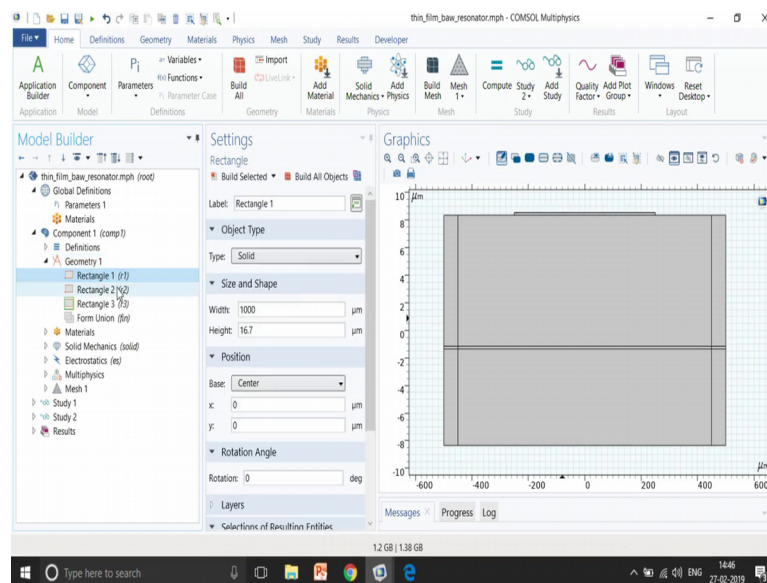 thin_film_baw_resonator.mph - COMSOL Multiphysics
File Home Definitions Geometry Materials Physics Mesh Study Results Developer
Application Builder
Component
Pi
Parameters
a= Variables
f(x) Functions
Pi Parameter Case
Build All
Import
LiveLink
Add Material
Solid Mechanics
Add Physics
Build Mesh
Mesh 1
Compute
Study 2
Add Study
Quality Factor
Add Plot Group
Windows
Reset Desktop
Application Model Definitions Geometry Materials Physics Mesh Study Results Layout
Model Builder
thin_film_baw_resonator.mph (root)
Global Definitions
Pi Parameters 1
Materials
Component 1 (comp1)
Definitions
Geometry 1
Rectangle 1 (r1)
Rectangle 2 (r2)
Rectangle 3 (r3)
Form Union (fin)
Materials
Solid Mechanics (solid)
Electrostatics (es)
Multiphysics
Mesh 1
Study 1
Study 2
Results
Settings
Rectangle
Build Selected Build All Objects
Label: Rectangle 1
Object Type
Type: Solid
Size and Shape
Width: 1000 µm
Height: 16.7 µm
Position
Base: Center
x: 0 µm
y: 0 µm
Rotation Angle
Rotation: 0 deg
Layers
Selections of Resulting Entities
Graphics
10 µm
8
6
4
2
0
-2
-4
-6
-8
-10
-600 -400 -200 0 200 400 600
µm
Messages Progress Log
1.2 GB | 1.38 GB
Type here to search
ENG
14:46
27-02-2019